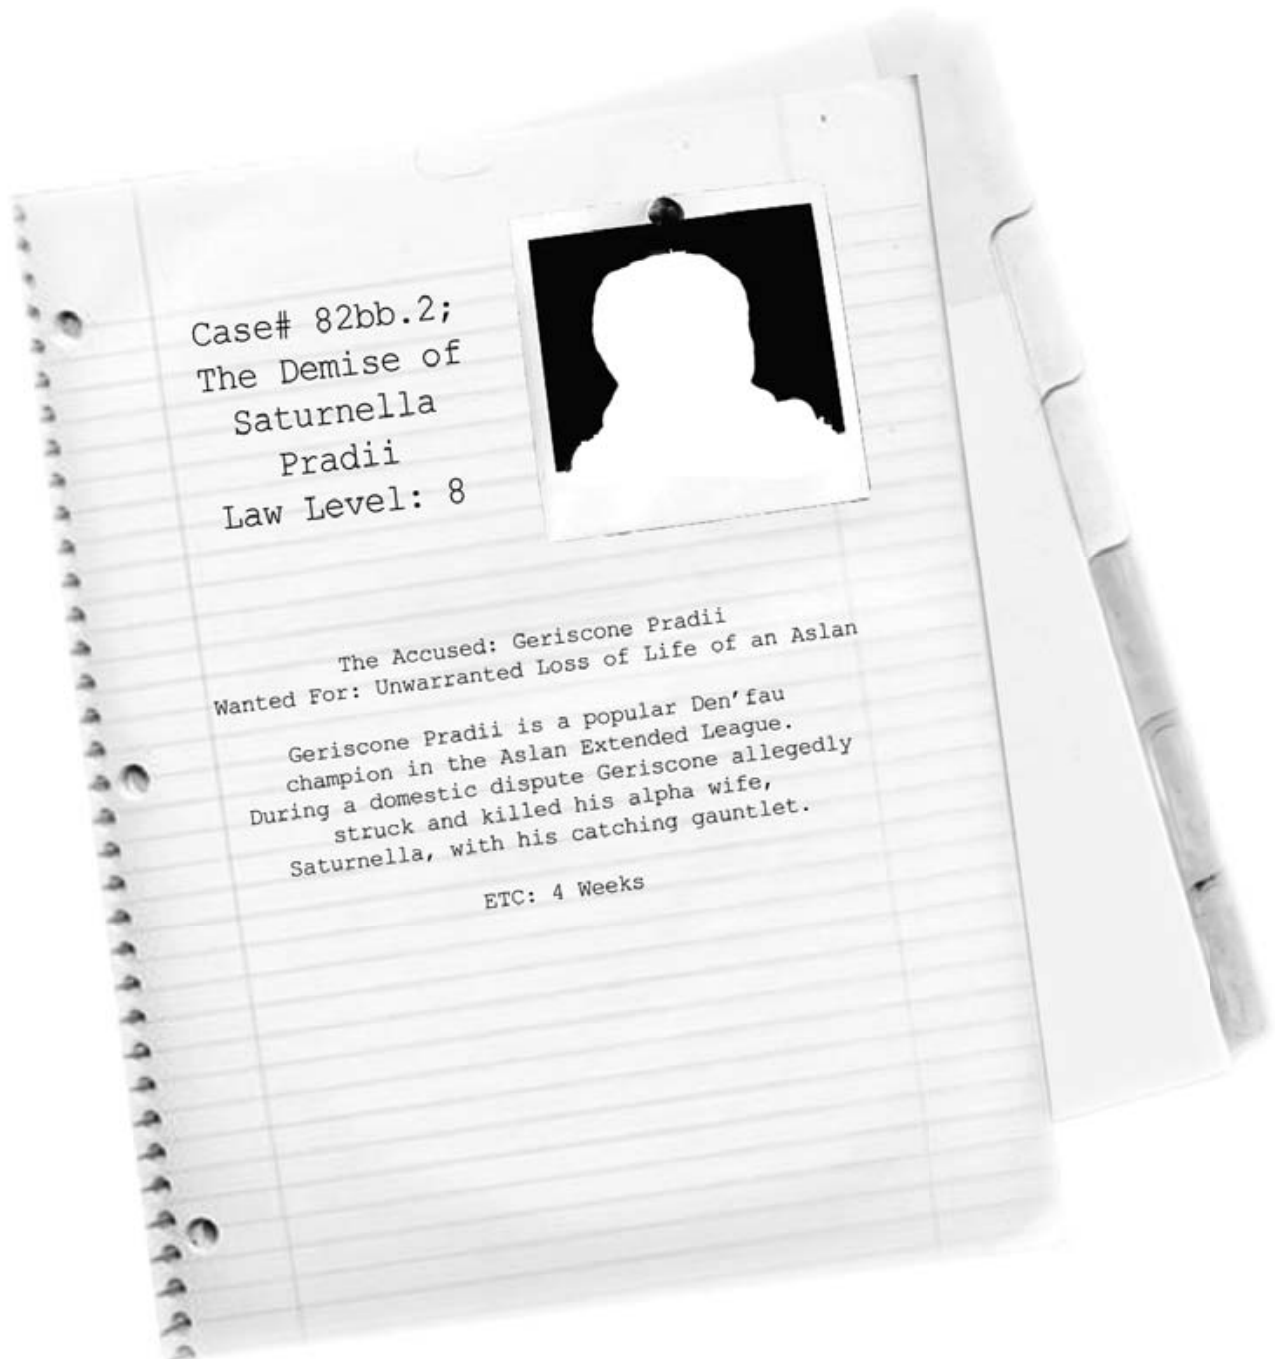 Case# 82bb.2;
The Demise of
Saturnella
Pradii
Law Level: 8
The Accused: Geriscone Pradii
Wanted For: Unwarranted Loss of Life of an Aslan
Geriscone Pradii is a popular Den’fau
champion in the Aslan Extended League.
During a domestic dispute Geriscone allegedly
struck and killed his alpha wife,
Saturnella, with his catching gauntlet.
ETC: 4 Weeks